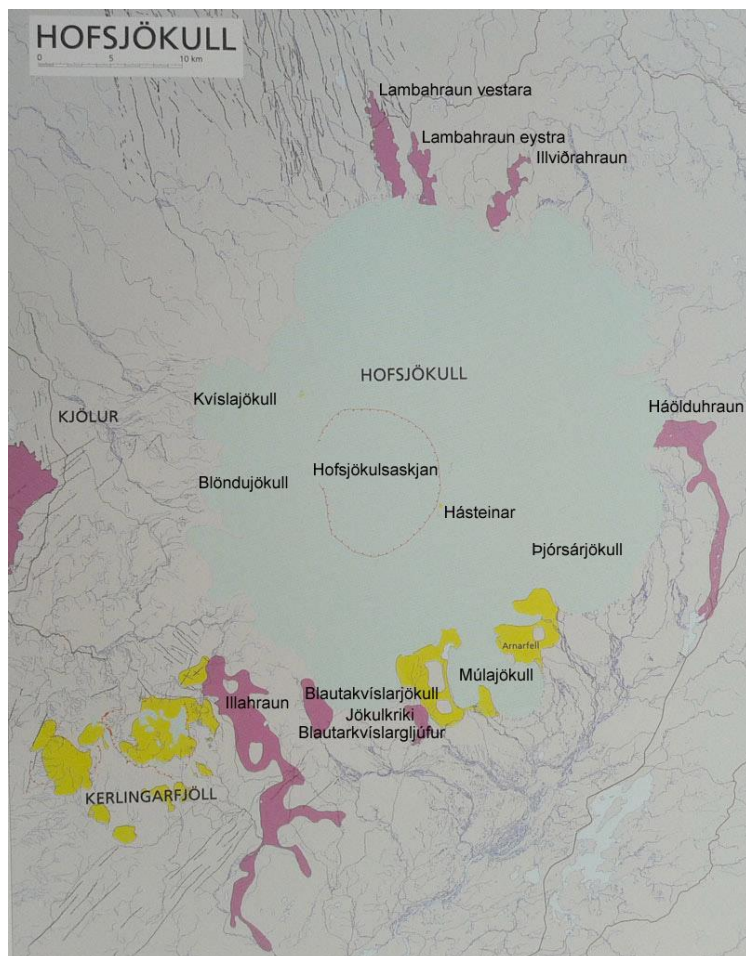 HOFSJÖKULL
0 5 10 km
Lambahraun vestara
Lambahraun eystra
Illviðrahraun
HOFSJÖKULL
Kvíslajökull
KJÖLUR
Háölduhraun
Hofsjökulsaskjan
Blöndujökull
Hásteinar
Þjórsárjökull
Arnarfell
Múlajökull
Blautakvíslarjökull
Illahraun
Jökulkriki
Blautarkvíslargljúfur
KERLINGARFJÖLL